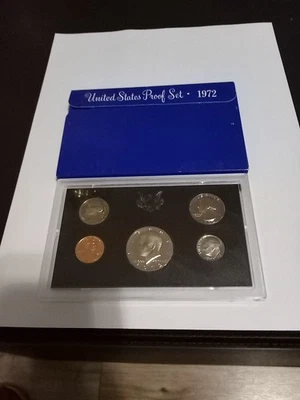 United States Proof Set • 1972